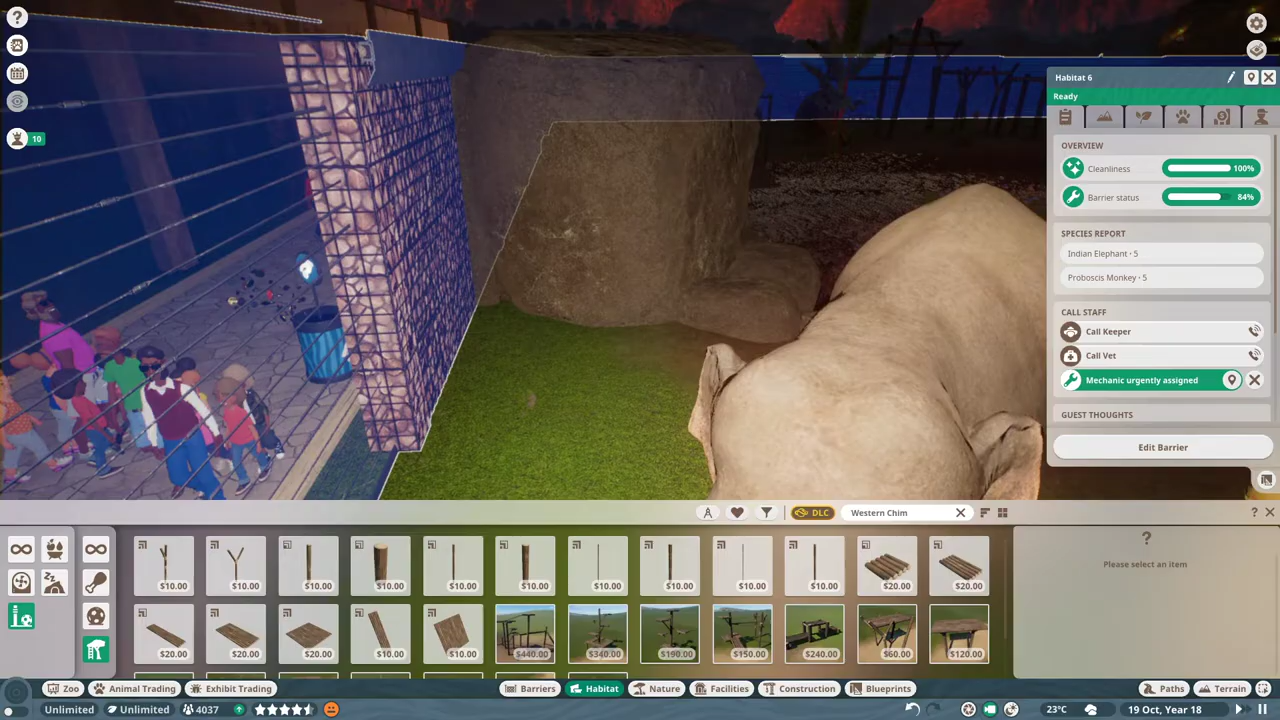 ?
10
Habitat 6
Ready
OVERVIEW
Cleanliness 100%
Barrier status 84%
SPECIES REPORT
Indian Elephant · 5
Proboscis Monkey · 5
CALL STAFF
Call Keeper
Call Vet
Mechanic urgently assigned
GUEST THOUGHTS
Edit Barrier
DLC Western Chim ?
$10.00 $10.00 $10.00 $10.00 $10.00 $10.00 $10.00 $10.00 $10.00 $10.00 $20.00 $20.00
?
Please select an item
$20.00 $20.00 $20.00 $10.00 $10.00 $440.00 $340.00 $190.00 $150.00 $240.00 $60.00 $120.00
Zoo Animal Trading Exhibit Trading Barriers Habitat Nature Facilities Construction Blueprints Paths Terrain
Unlimited Unlimited 4037 23°C 19 Oct, Year 18